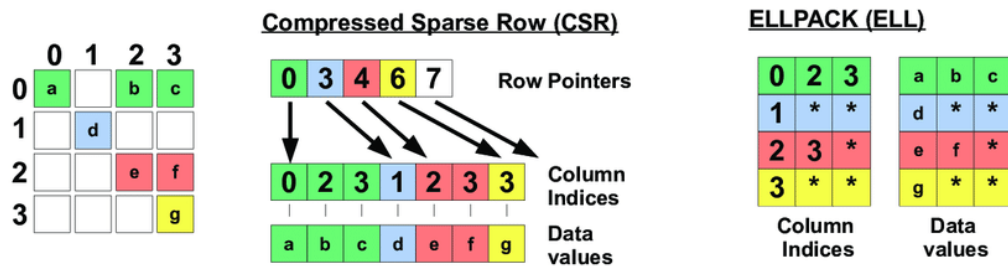 0 1 2 3
0 a b c
1 d
2 e f
3 g
Compressed Sparse Row (CSR)
0 3 4 6 7 Row Pointers
0 2 3 1 2 3 3 Column
Indices
a b c d e f g Data
values
ELLPACK (ELL)
0 2 3
1 * *
2 3 *
3 * *
Column
Indices
a b c
d * *
e f *
g * *
Data
values